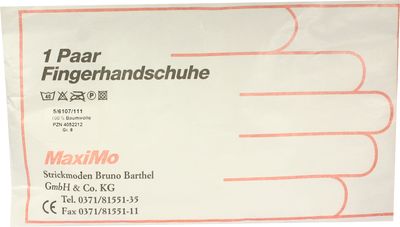 1 Paar
Fingerhandschuhe
5/6107/111
100 % Baumwolle
PZN 4052212
Gr. 8
MaxiMo
Strickmoden Bruno Barthel
GmbH & Co. KG
Tel. 0371/81551-35
Fax 0371/81551-11